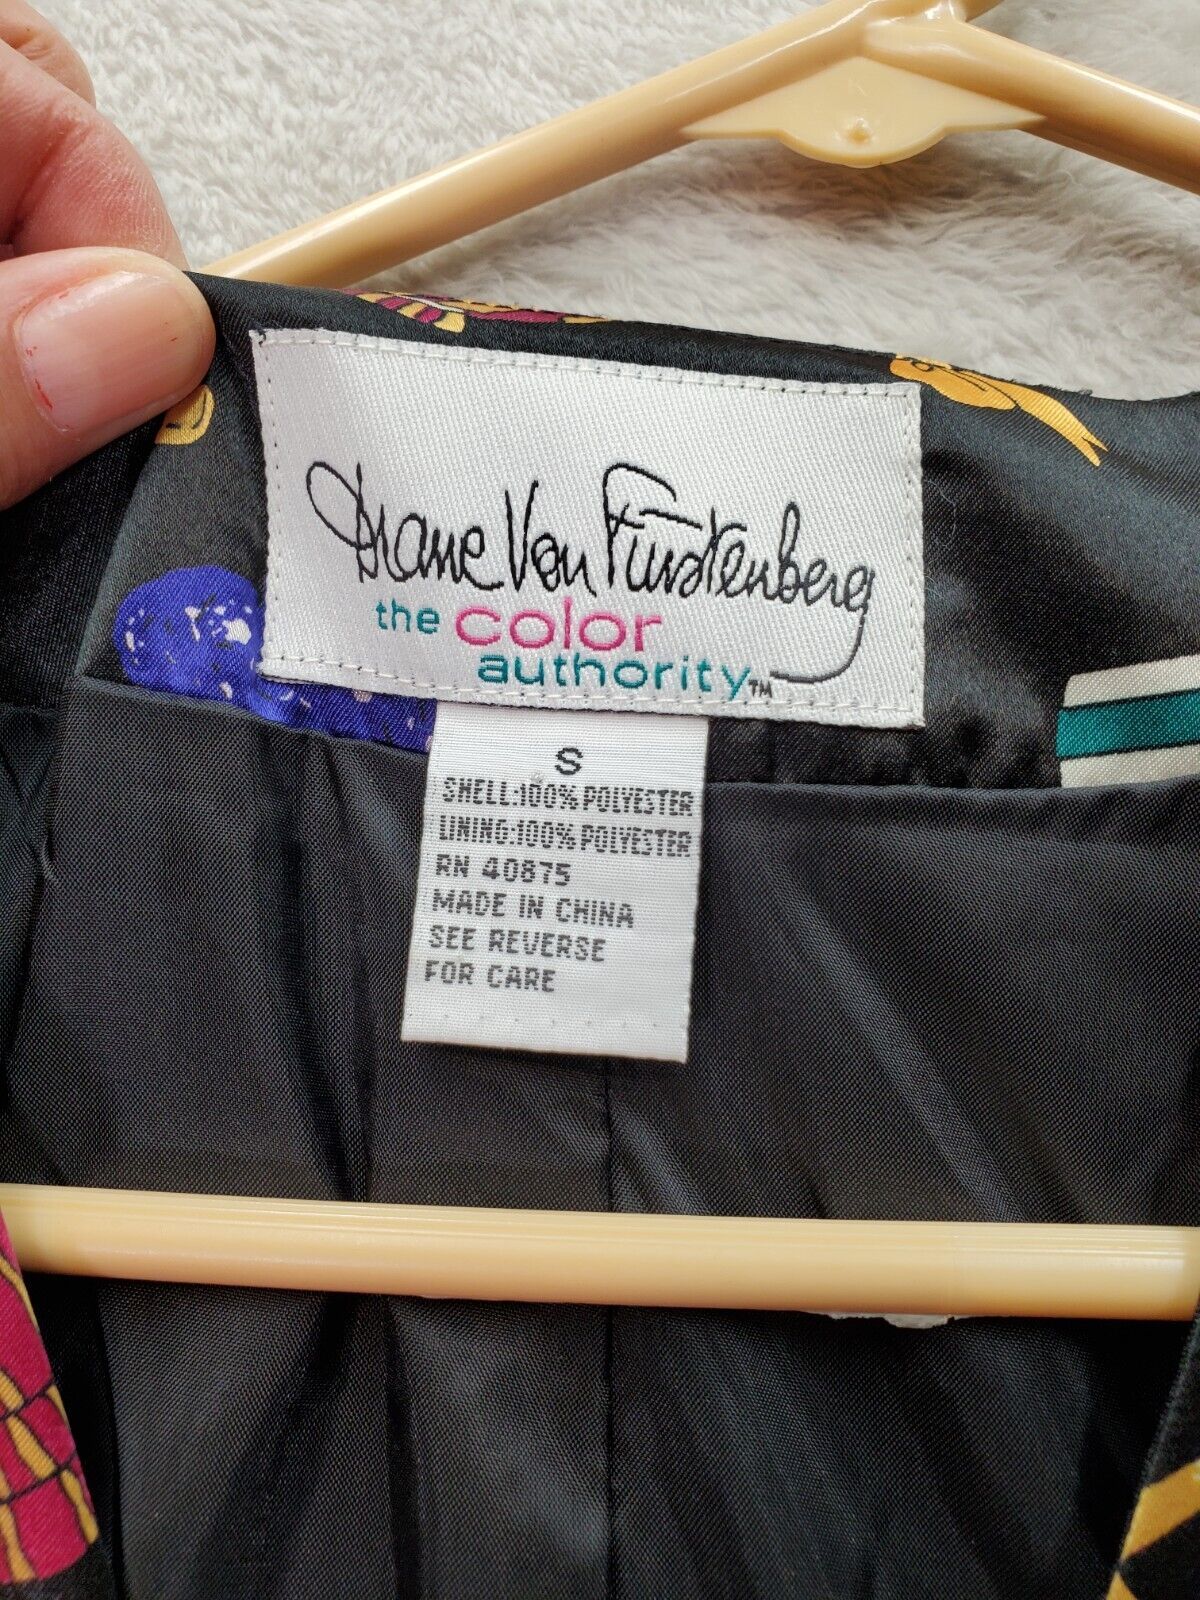 Diane Von Furstenberg
the color
authority™
S
SHELL:100% POLYESTER
LINING:100% POLYESTER
RN 40875
MADE IN CHINA
SEE REVERSE
FOR CARE